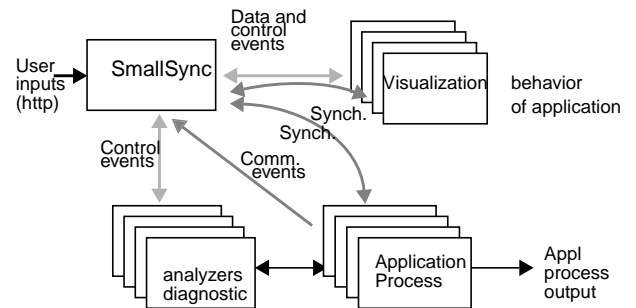 Data and
control
events
User
inputs
(http)
SmallSync
Visualization
behavior
of application
Synch.
Synch.
Control
events
Comm.
events
analyzers
diagnostic
Application
Process
Appl
process
output